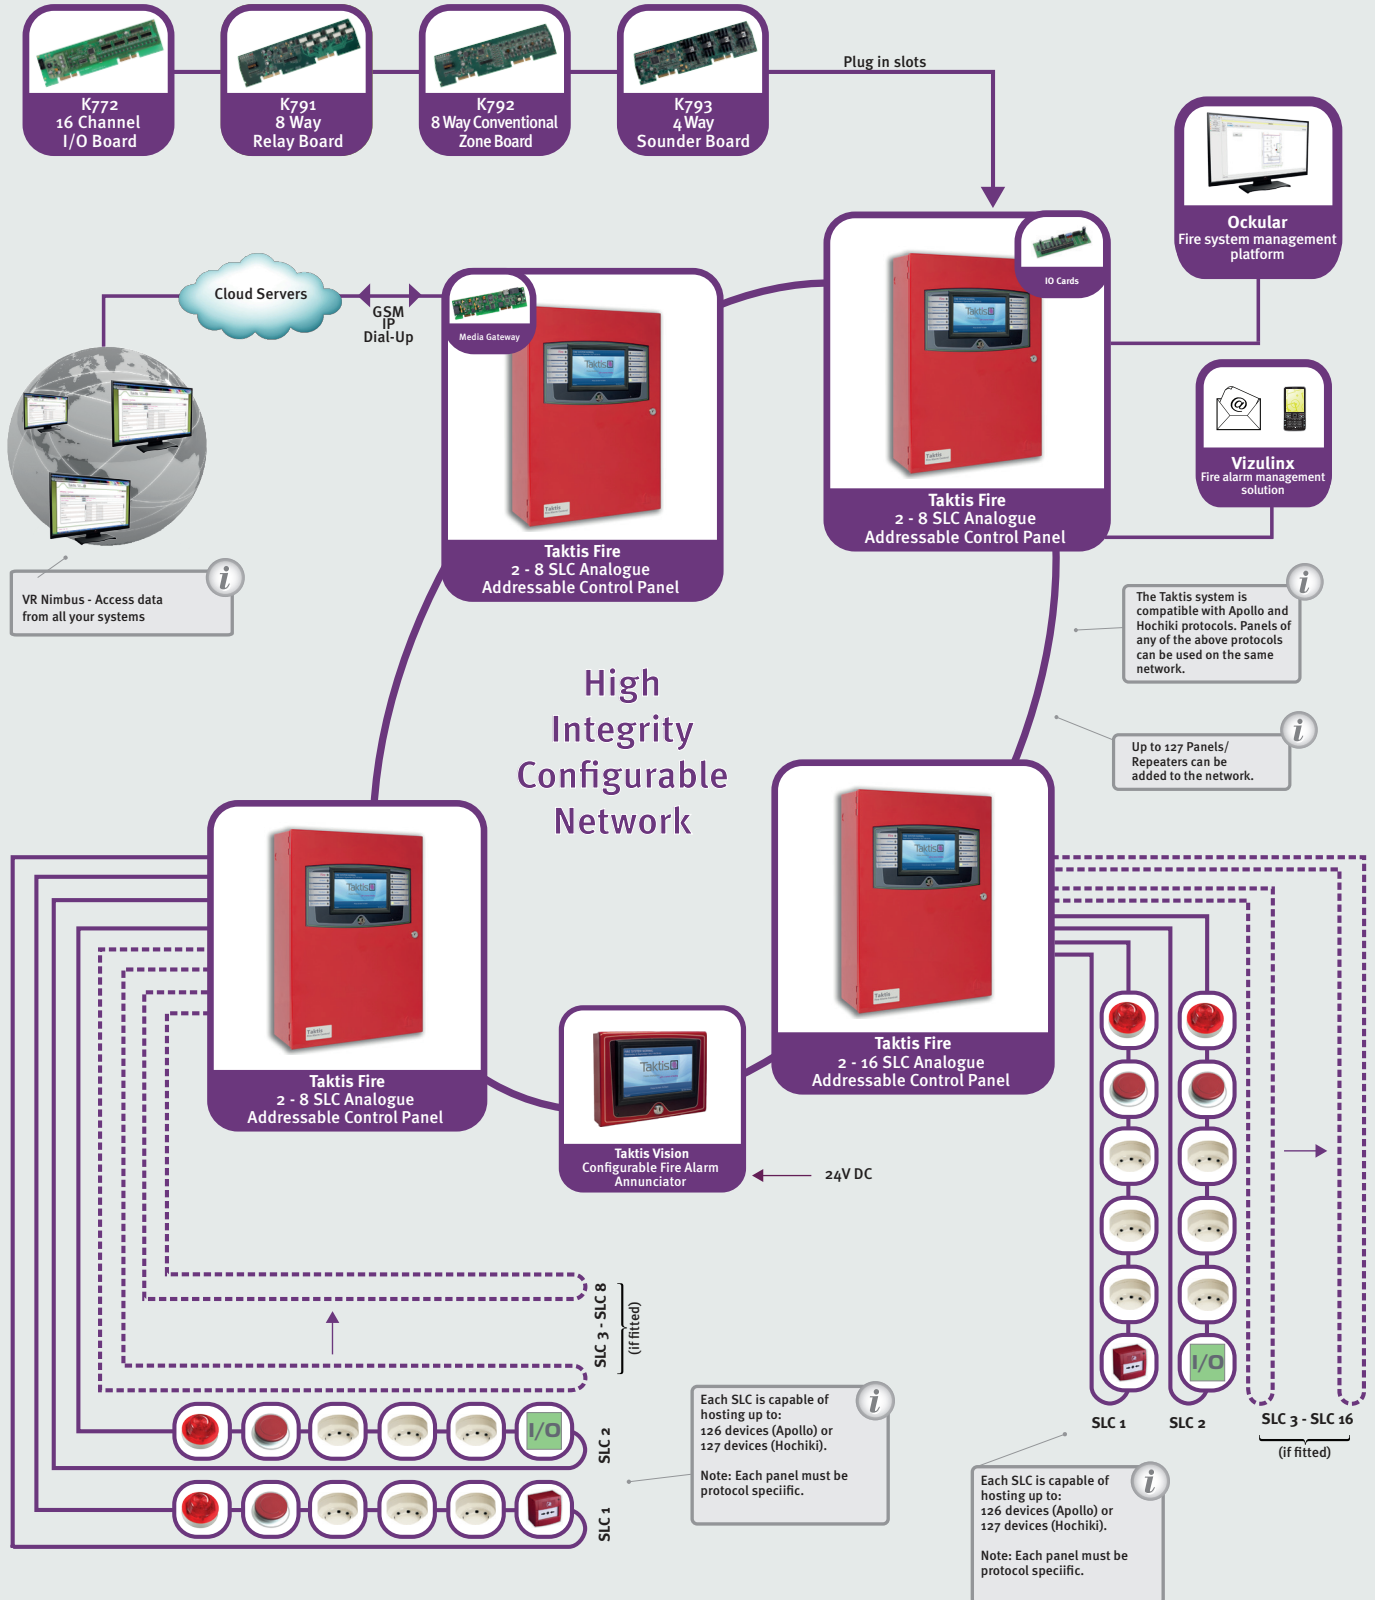 K772
16 Channel
I/O Board
K791
8 Way
Relay Board
K792
8 Way Conventional
Zone Board
K793
4 Way
Sounder Board
Plug in slots
Ockular
Fire system management
platform
Cloud Servers
GSM
IP
Dial-Up
Media Gateway
Taktis
Taktis
Taktis Fire
2 - 8 SLC Analogue
Addressable Control Panel
IO Cards
Taktis
Taktis
Taktis Fire
2 - 8 SLC Analogue
Addressable Control Panel
@
Vizulinx
Fire alarm management
solution
i
VR Nimbus - Access data
from all your systems
i
The Taktis system is
compatible with Apollo and
Hochiki protocols. Panels of
any of the above protocols
can be used on the same
network.
i
Up to 127 Panels/
Repeaters can be
added to the network.
High
Integrity
Configurable
Network
Taktis
Taktis
Taktis Fire
2 - 8 SLC Analogue
Addressable Control Panel
Taktis
Taktis
Taktis Fire
2 - 16 SLC Analogue
Addressable Control Panel
Taktis
Taktis Vision
Configurable Fire Alarm
Annunciator
24V DC
SLC 3 - SLC 8
(if fitted)
I/O
SLC 2
SLC 1
i
Each SLC is capable of
hosting up to:
126 devices (Apollo) or
127 devices (Hochiki).
Note: Each panel must be
protocol speciific.
I/O
SLC 1
SLC 2
SLC 3 - SLC 16
(if fitted)
i
Each SLC is capable of
hosting up to:
126 devices (Apollo) or
127 devices (Hochiki).
Note: Each panel must be
protocol speciific.